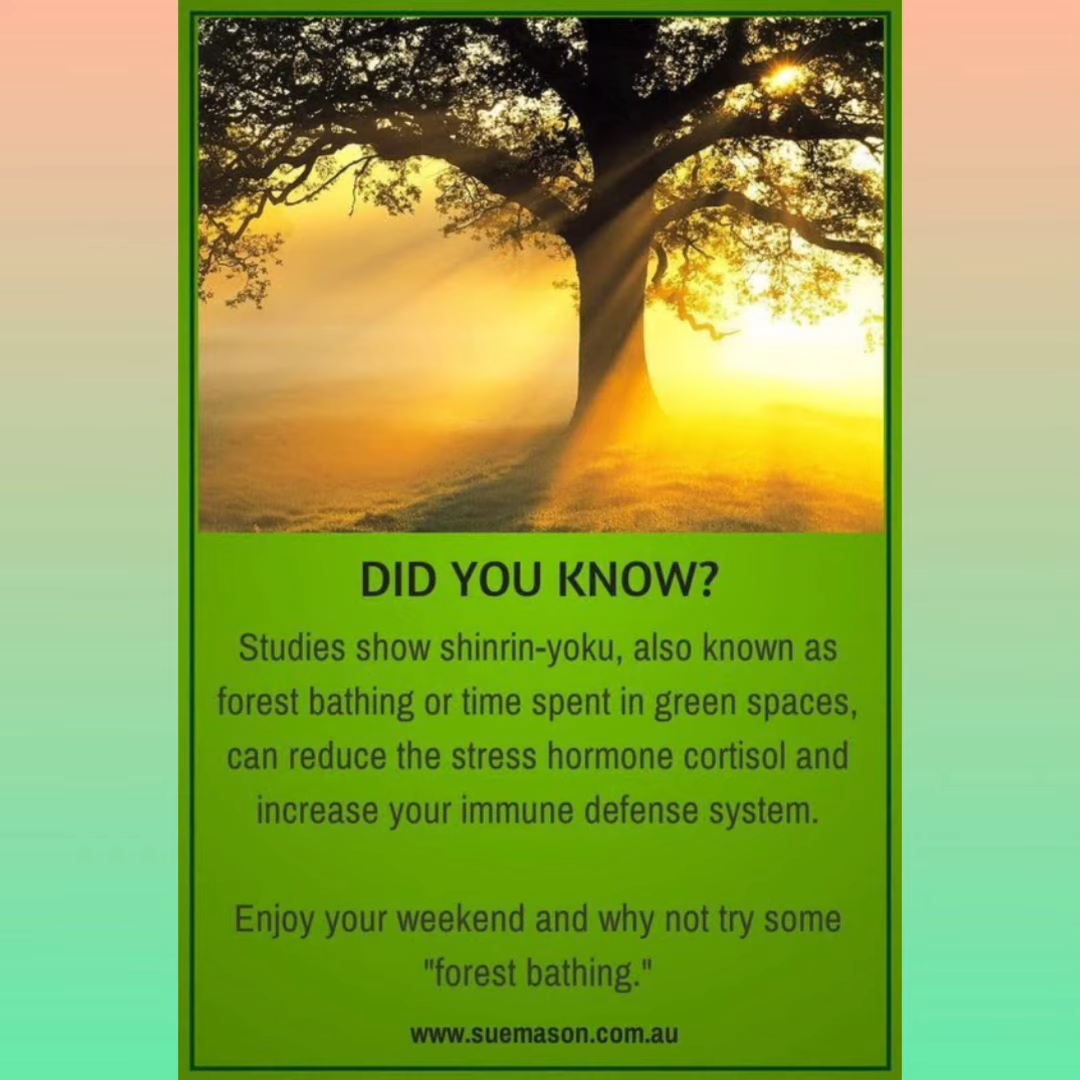 DID YOU KNOW?
Studies show shinrin-yoku, also known as
forest bathing or time spent in green spaces,
can reduce the stress hormone cortisol and
increase your immune defense system.
Enjoy your weekend and why not try some
"forest bathing."
www.suemason.com.au